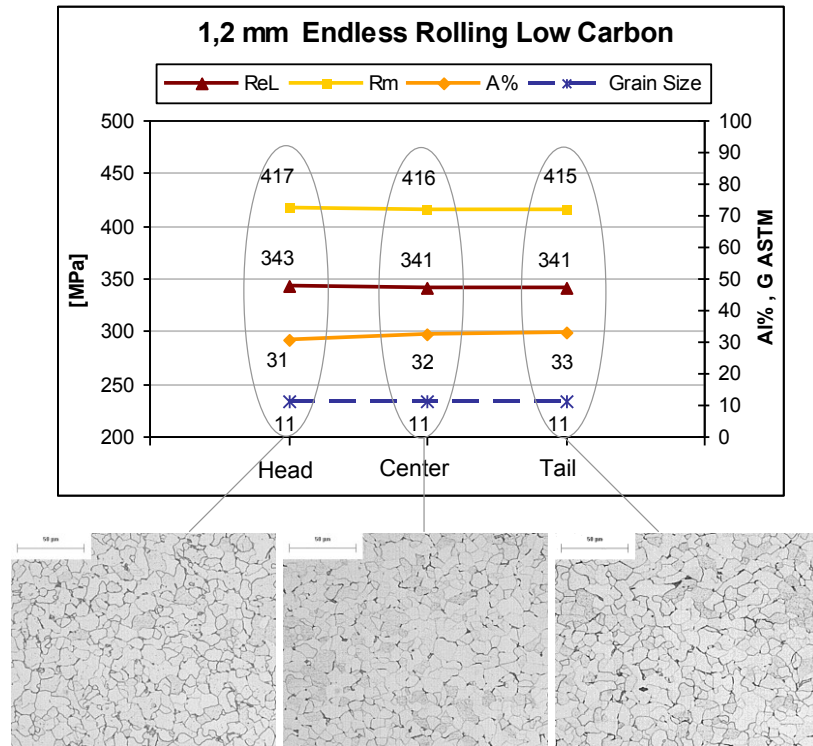 1,2 mm Endless Rolling Low Carbon
ReL Rm A% Grain Size
500
450
400
350
300
250
200
[MPa]
100
90
80
70
60
50
40
30
20
10
0
Al% , G ASTM
417 416 415
343 341 341
31 32 33
11 11 11
Head Center Tail
50 µm 50 µm 50 µm